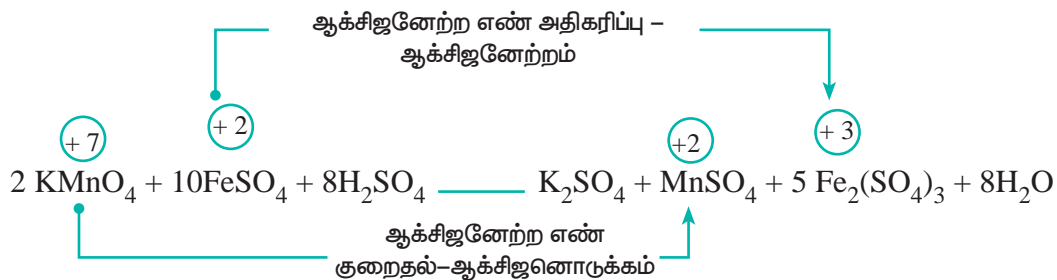 ஆக்சிஜனேற்ற எண் அதிகரிப்பு –
ஆக்சிஜனேற்றம்
+ 7 + 2 +2 + 3
2 KMnO₄ + 10FeSO₄ + 8H₂SO₄ —— K₂SO₄ + MnSO₄ + 5 Fe₂(SO₄)₃ + 8H₂O
ஆக்சிஜனேற்ற எண்
குறைதல்–ஆக்சிஜனொடுக்கம்